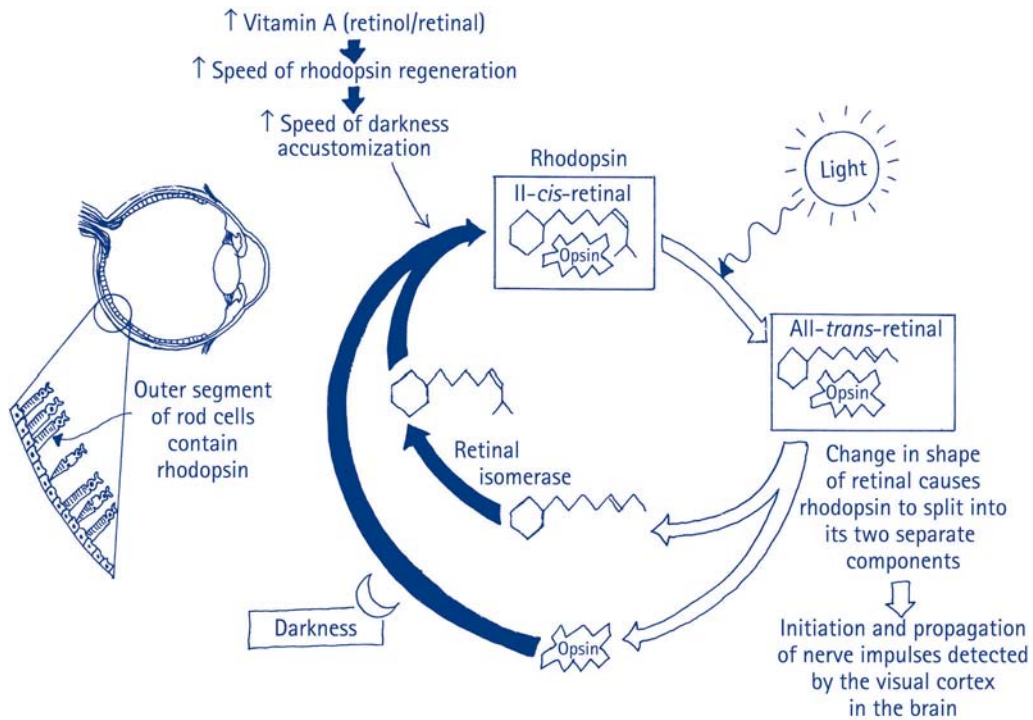 ↑ Vitamin A (retinol/retinal)
↑ Speed of rhodopsin regeneration
↑ Speed of darkness
accustomization
Rhodopsin
II-cis-retinal
Opsin
Light
All-trans-retinal
Opsin
Outer segment
of rod cells
contain
rhodopsin
Retinal
isomerase
Change in shape
of retinal causes
rhodopsin to split into
its two separate
components
Darkness
Opsin
Initiation and propagation
of nerve impulses detected
by the visual cortex
in the brain